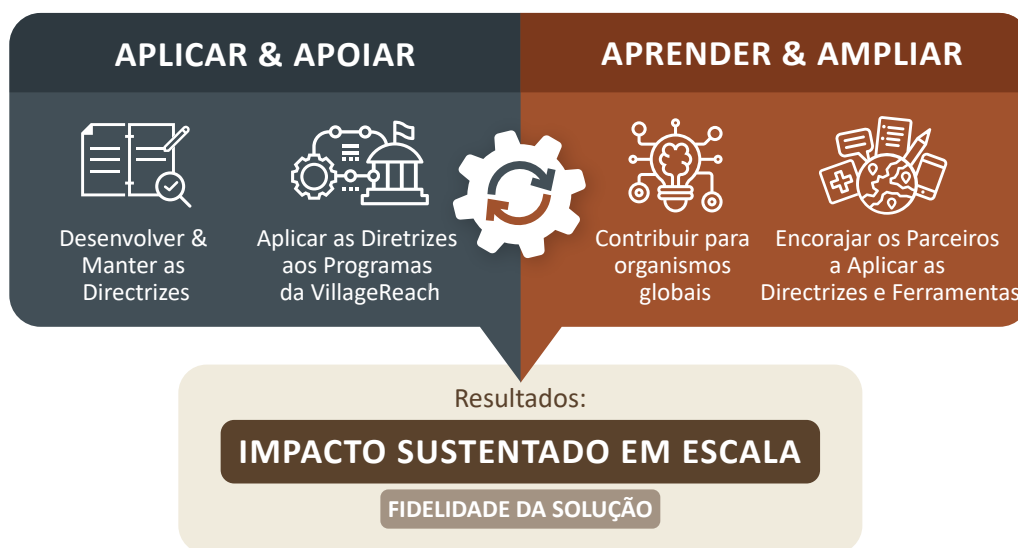 APLICAR & APOIAR
APRENDER & AMPLIAR
Desenvolver &
Manter as
Directrizes
Aplicar as Diretrizes
aos Programas
da VillageReach
Contribuir para
organismos
globais
Encorajar os Parceiros
a Aplicar as
Directrizes e Ferramentas
Resultados:
IMPACTO SUSTENTADO EM ESCALA
FIDELIDADE DA SOLUÇÃO